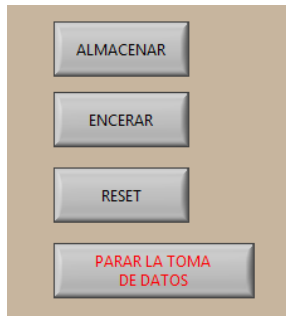 ALMACENAR
ENCERAR
RESET
PARAR LA TOMA
DE DATOS